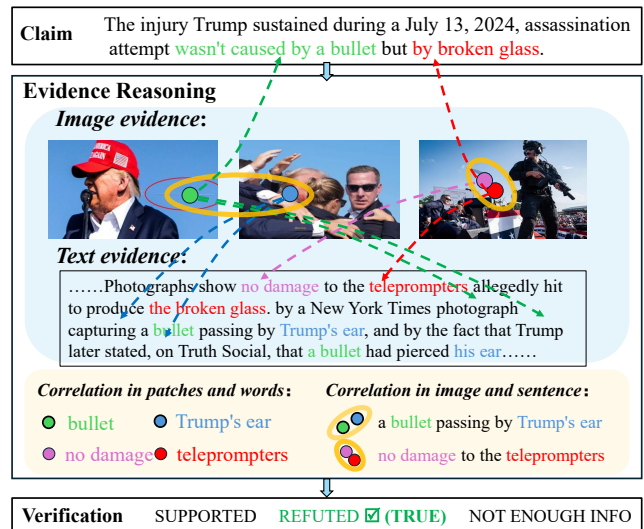 Claim
The injury Trump sustained during a July 13, 2024, assassination
attempt wasn't caused by a bullet but by broken glass.
Evidence Reasoning
Image evidence:
Text evidence:
……Photographs show no damage to the teleprompters allegedly hit
to produce the broken glass. by a New York Times photograph
capturing a bullet passing by Trump's ear, and by the fact that Trump
later stated, on Truth Social, that a bullet had pierced his ear……
Correlation in patches and words:
bullet
Trump's ear
no damage
teleprompters
Correlation in image and sentence:
a bullet passing by Trump's ear
no damage to the teleprompters
Verification SUPPORTED REFUTED ☑ (TRUE) NOT ENOUGH INFO